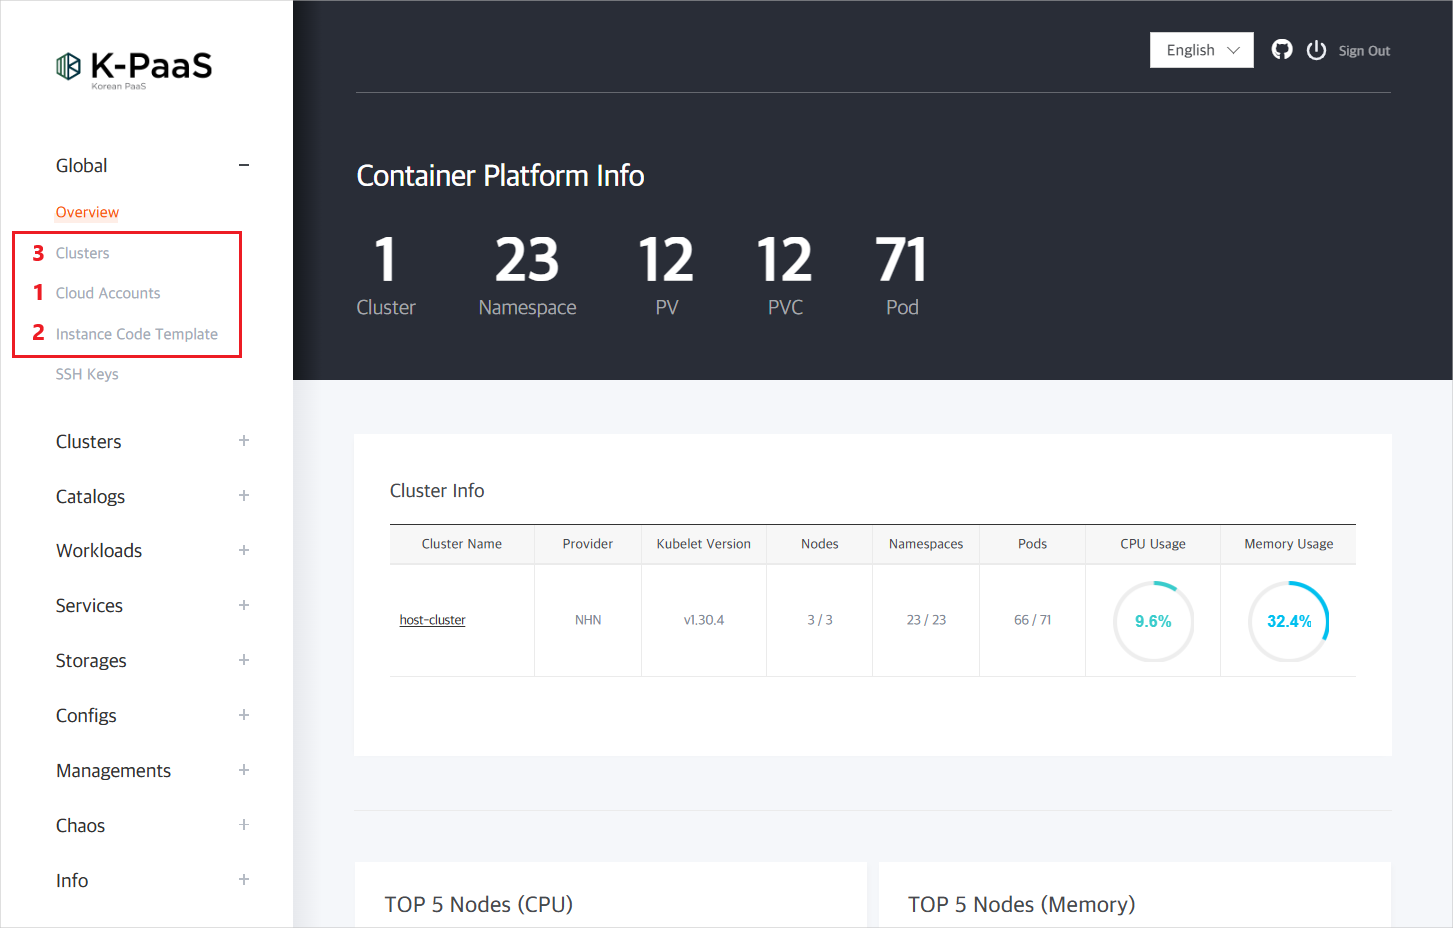 K-PaaS
Korean PaaS
Global
Overview
3 Clusters
1 Cloud Accounts
2 Instance Code Template
SSH Keys
Clusters
Catalogs
Workloads
Services
Storages
Configs
Managements
Chaos
Info
English
Sign Out
Container Platform Info
1 23 12 12 71
Cluster Namespace PV PVC Pod
Cluster Info
Cluster Name Provider Kubelet Version Nodes Namespaces Pods CPU Usage Memory Usage
host-cluster NHN v1.30.4 3 / 3 23 / 23 66 / 71 9.6% 32.4%
TOP 5 Nodes (CPU)
TOP 5 Nodes (Memory)